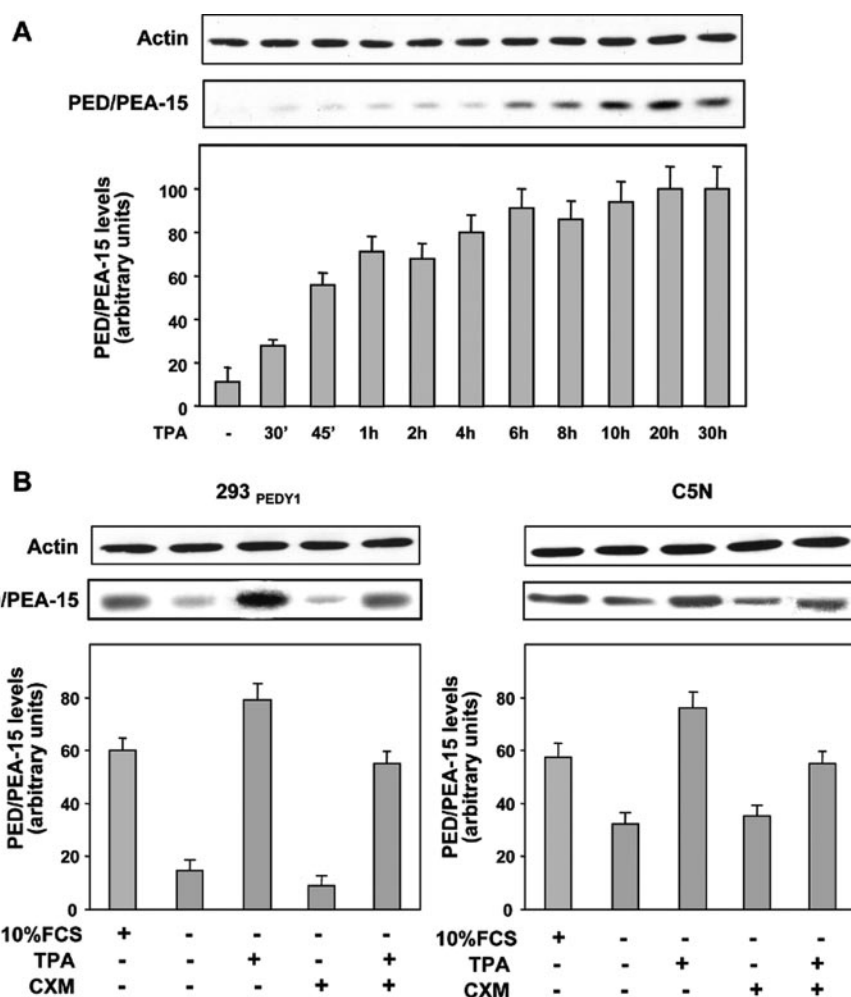 A
Actin
PED/PEA-15
PED/PEA-15 levels
(arbitrary units)
100
80
60
40
20
0
TPA - 30' 45' 1h 2h 4h 6h 8h 10h 20h 30h
B
293 PEDY1
C5N
Actin
/PEA-15
PED/PEA-15 levels
(arbitrary units)
80
60
40
20
0
PED/PEA-15 levels
(arbitrary units)
80
60
40
20
0
10%FCS + - - - -
TPA - - + - +
CXM - - - + +
10%FCS + - - - -
TPA - - + - +
CXM - - - + +